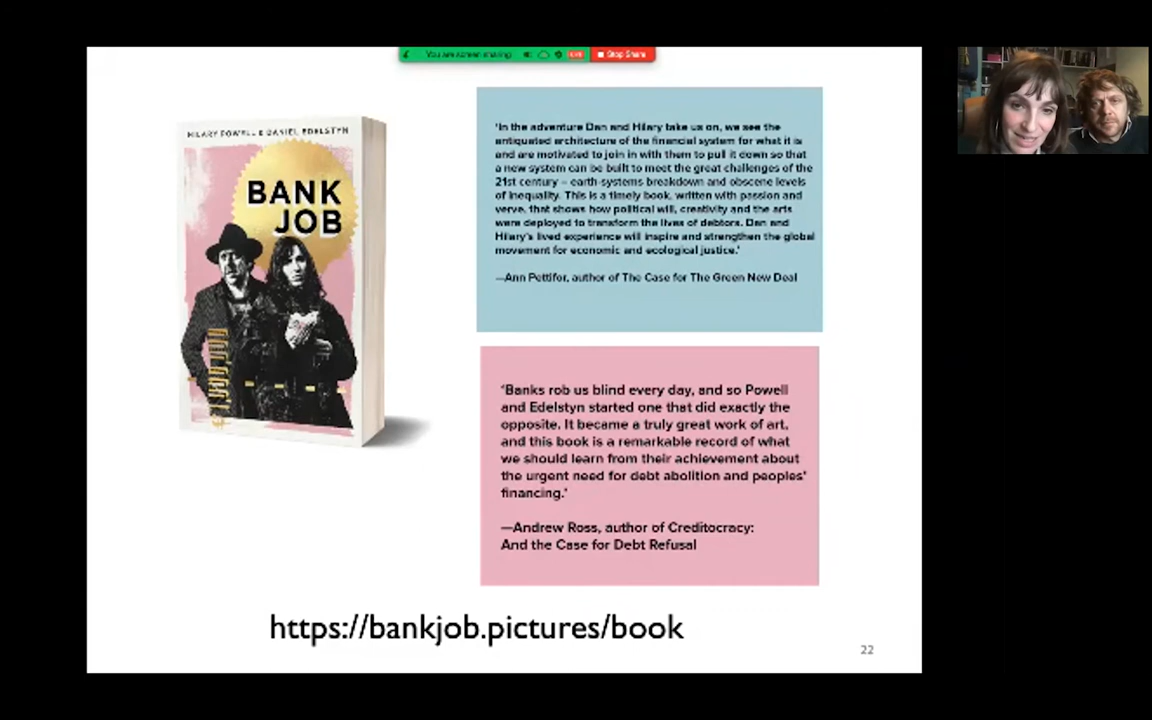 You are screen sharing
Stop Share
HILARY POWELL & DANIEL EDELSTYN
BANK
JOB
'In the adventure Dan and Hilary take us on, we see the
antiquated architecture of the financial system for what it is
and are motivated to join in with them to pull it down so that
a new system can be built to meet the great challenges of the
21st century – earth-systems breakdown and obscene levels
of inequality. This is a timely book, written with passion and
verve, that shows how political will, creativity and the arts
were deployed to transform the lives of debtors. Dan and
Hilary's lived experience will inspire and strengthen the global
movement for economic and ecological justice.'
—Ann Pettifor, author of The Case for The Green New Deal
'Banks rob us blind every day, and so Powell
and Edelstyn started one that did exactly the
opposite. It became a truly great work of art,
and this book is a remarkable record of what
we should learn from their achievement about
the urgent need for debt abolition and peoples'
financing.'
—Andrew Ross, author of Creditocracy:
And the Case for Debt Refusal
https://bankjob.pictures/book
22